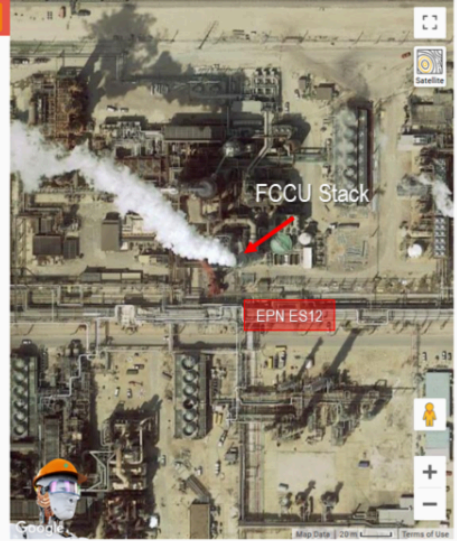 Satellite
FCCU Stack
EPN ES12
Google
Map Data
20 m
Terms of Use